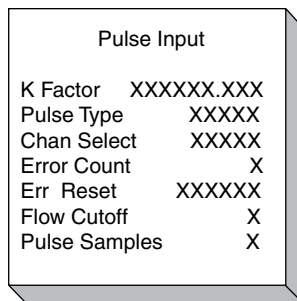 Pulse Input
K Factor XXXXXX.XXX
Pulse Type XXXXX
Chan Select XXXXX
Error Count X
Err Reset XXXXXX
Flow Cutoff X
Pulse Samples X